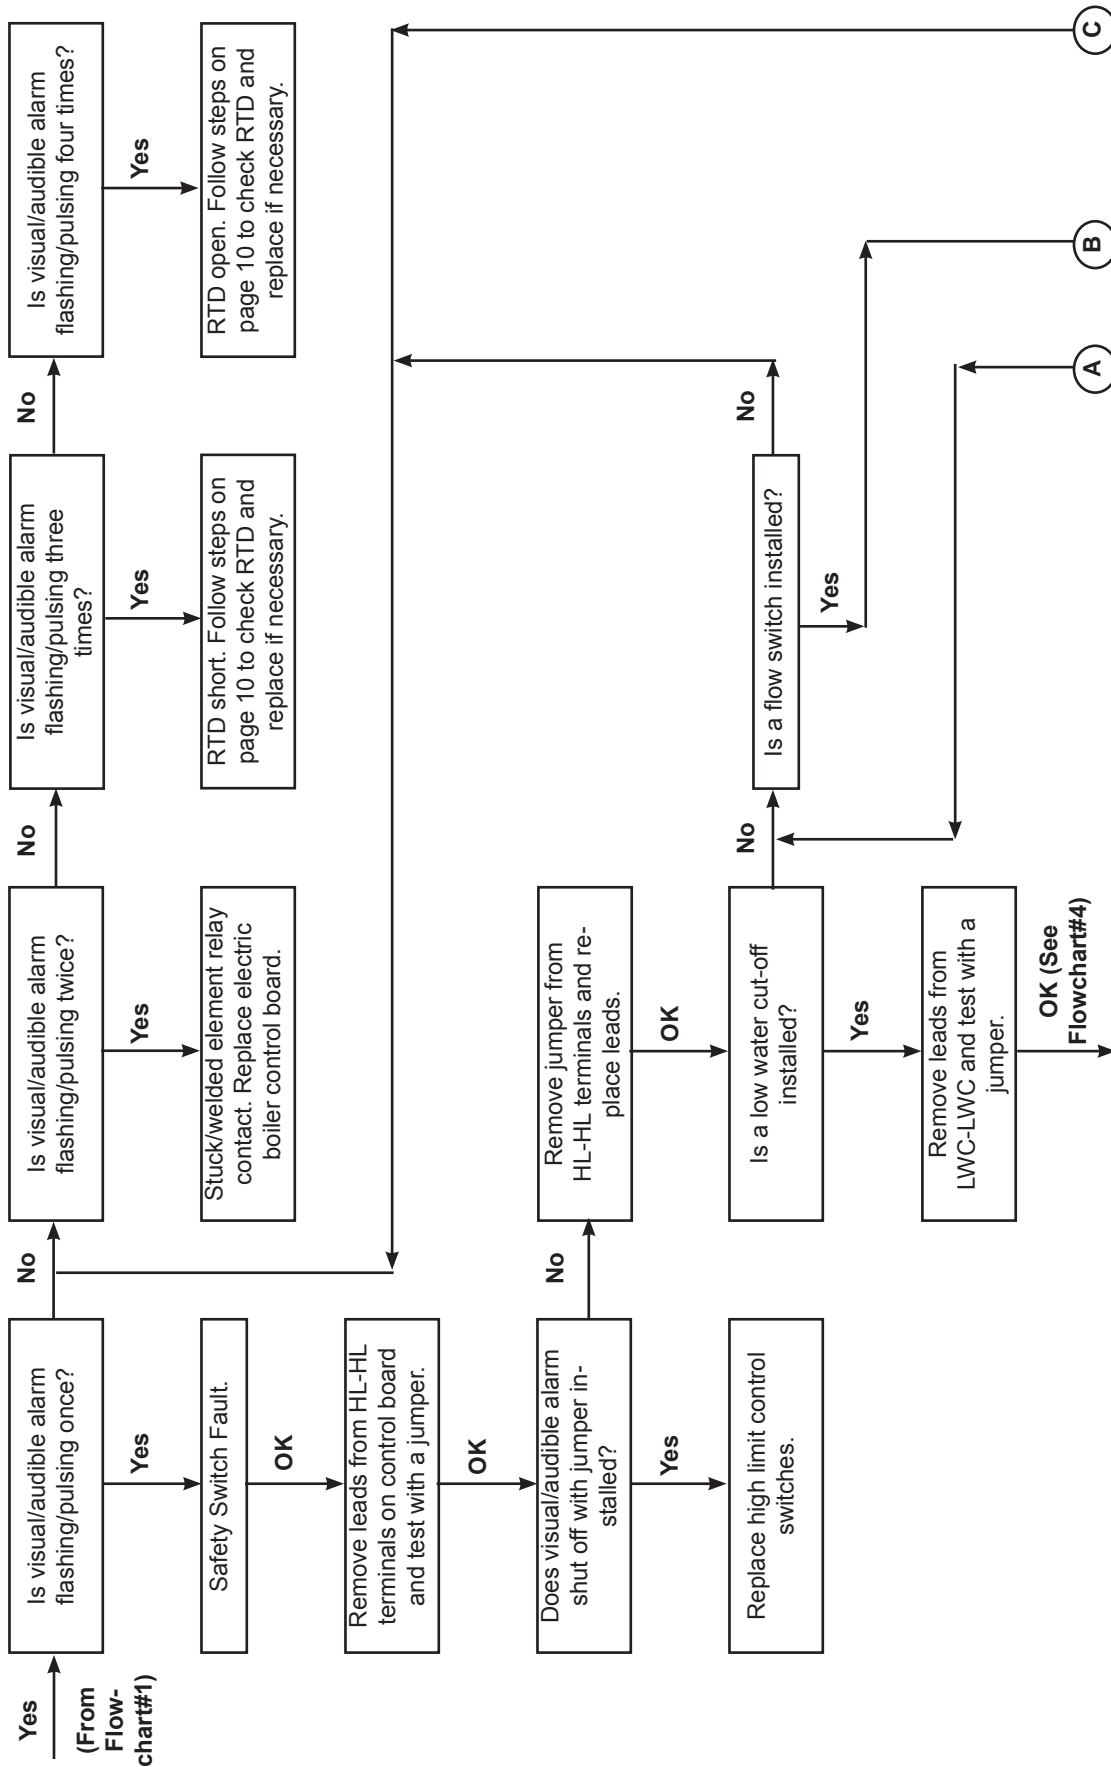 Yes
(From
Flow-
chart#1)
Is visual/audible alarm
flashing/pulsing once?
No
Is visual/audible alarm
flashing/pulsing twice?
No
Is visual/audible alarm
flashing/pulsing three
times?
No
Is visual/audible alarm
flashing/pulsing four times?
Yes
Yes
Yes
Yes
Safety Switch Fault.
Stuck/welded element relay
contact. Replace electric
boiler control board.
RTD short. Follow steps on
page 10 to check RTD and
replace if necessary.
RTD open. Follow steps on
page 10 to check RTD and
replace if necessary.
OK
Remove leads from HL-HL
terminals on control board
and test with a jumper.
OK
Does visual/audible alarm
shut off with jumper in-
stalled?
No
Remove jumper from
HL-HL terminals and re-
place leads.
Yes
OK
Replace high limit control
switches.
Is a low water cut-off
installed?
No
Is a flow switch installed?
No
Yes
Yes
Remove leads from
LWC-LWC and test with a
jumper.
OK (See
Flowchart#4)
A
B
C